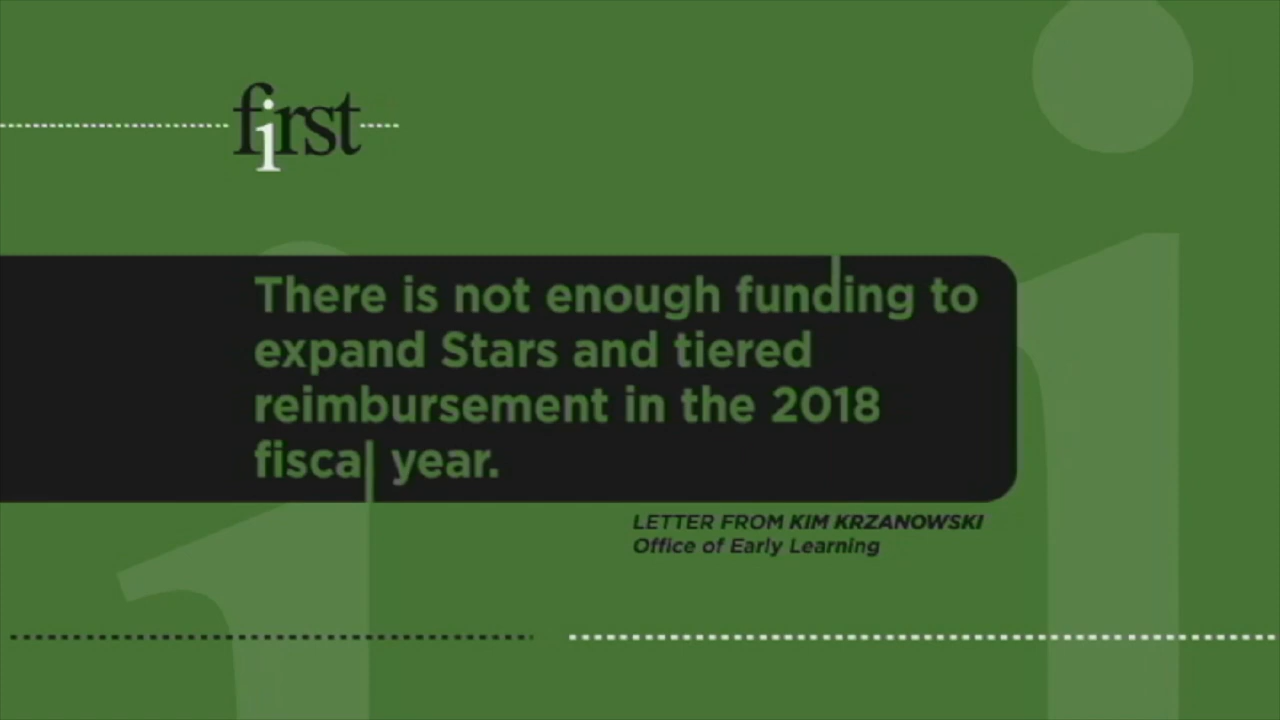 first
There is not enough funding to
expand Stars and tiered
reimbursement in the 2018
fiscal year.
LETTER FROM KIM KRZANOWSKI
Office of Early Learning